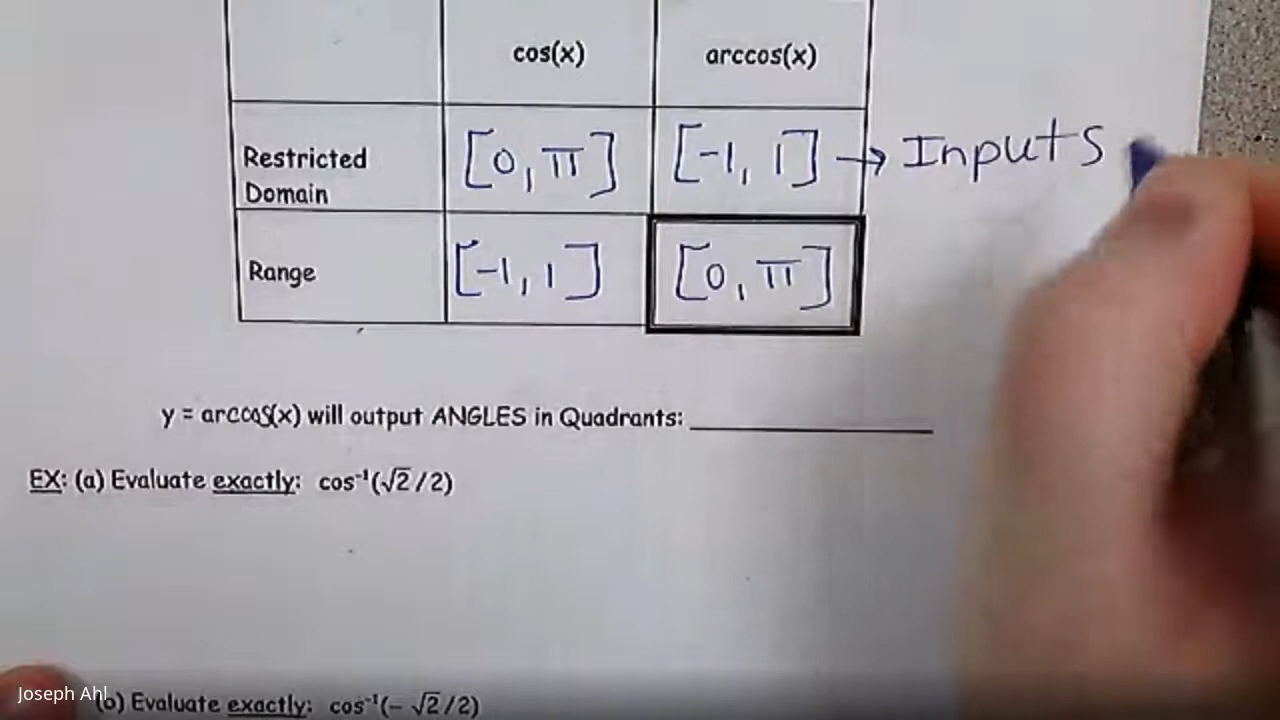 cos(x) arccos(x)
Restricted Domain [0, π] [-1, 1] → Inputs
Range [-1, 1] [0, π]
y = arccos(x) will output ANGLES in Quadrants: ____________
EX: (a) Evaluate exactly: cos⁻¹(√2/2)
(b) Evaluate exactly: cos⁻¹(- √2/2)
Joseph Ahl